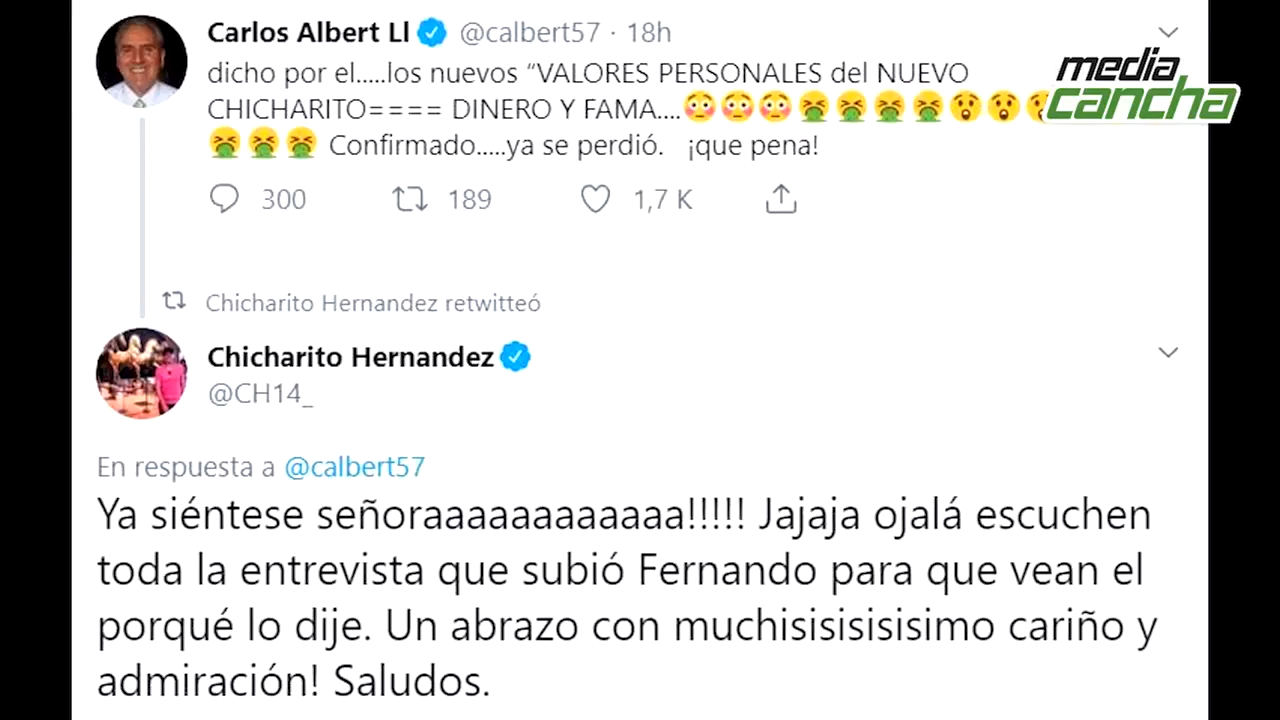 Carlos Albert Ll @calbert57 · 18h
media
cancha
dicho por el.....los nuevos “VALORES PERSONALES del NUEVO
CHICHARITO==== DINERO Y FAMA....😳😳😳🤮🤮🤮🤮😲😲😲
🤮🤮🤮 Confirmado.....ya se perdió. ¡que pena!
300 189 1,7 K
Chicharito Hernandez retwitteó
Chicharito Hernandez
@CH14_
En respuesta a @calbert57
Ya siéntese señoraaaaaaaaaaaa!!!!! Jajaja ojalá escuchen
toda la entrevista que subió Fernando para que vean el
porqué lo dije. Un abrazo con muchisisisisisimo cariño y
admiración! Saludos.